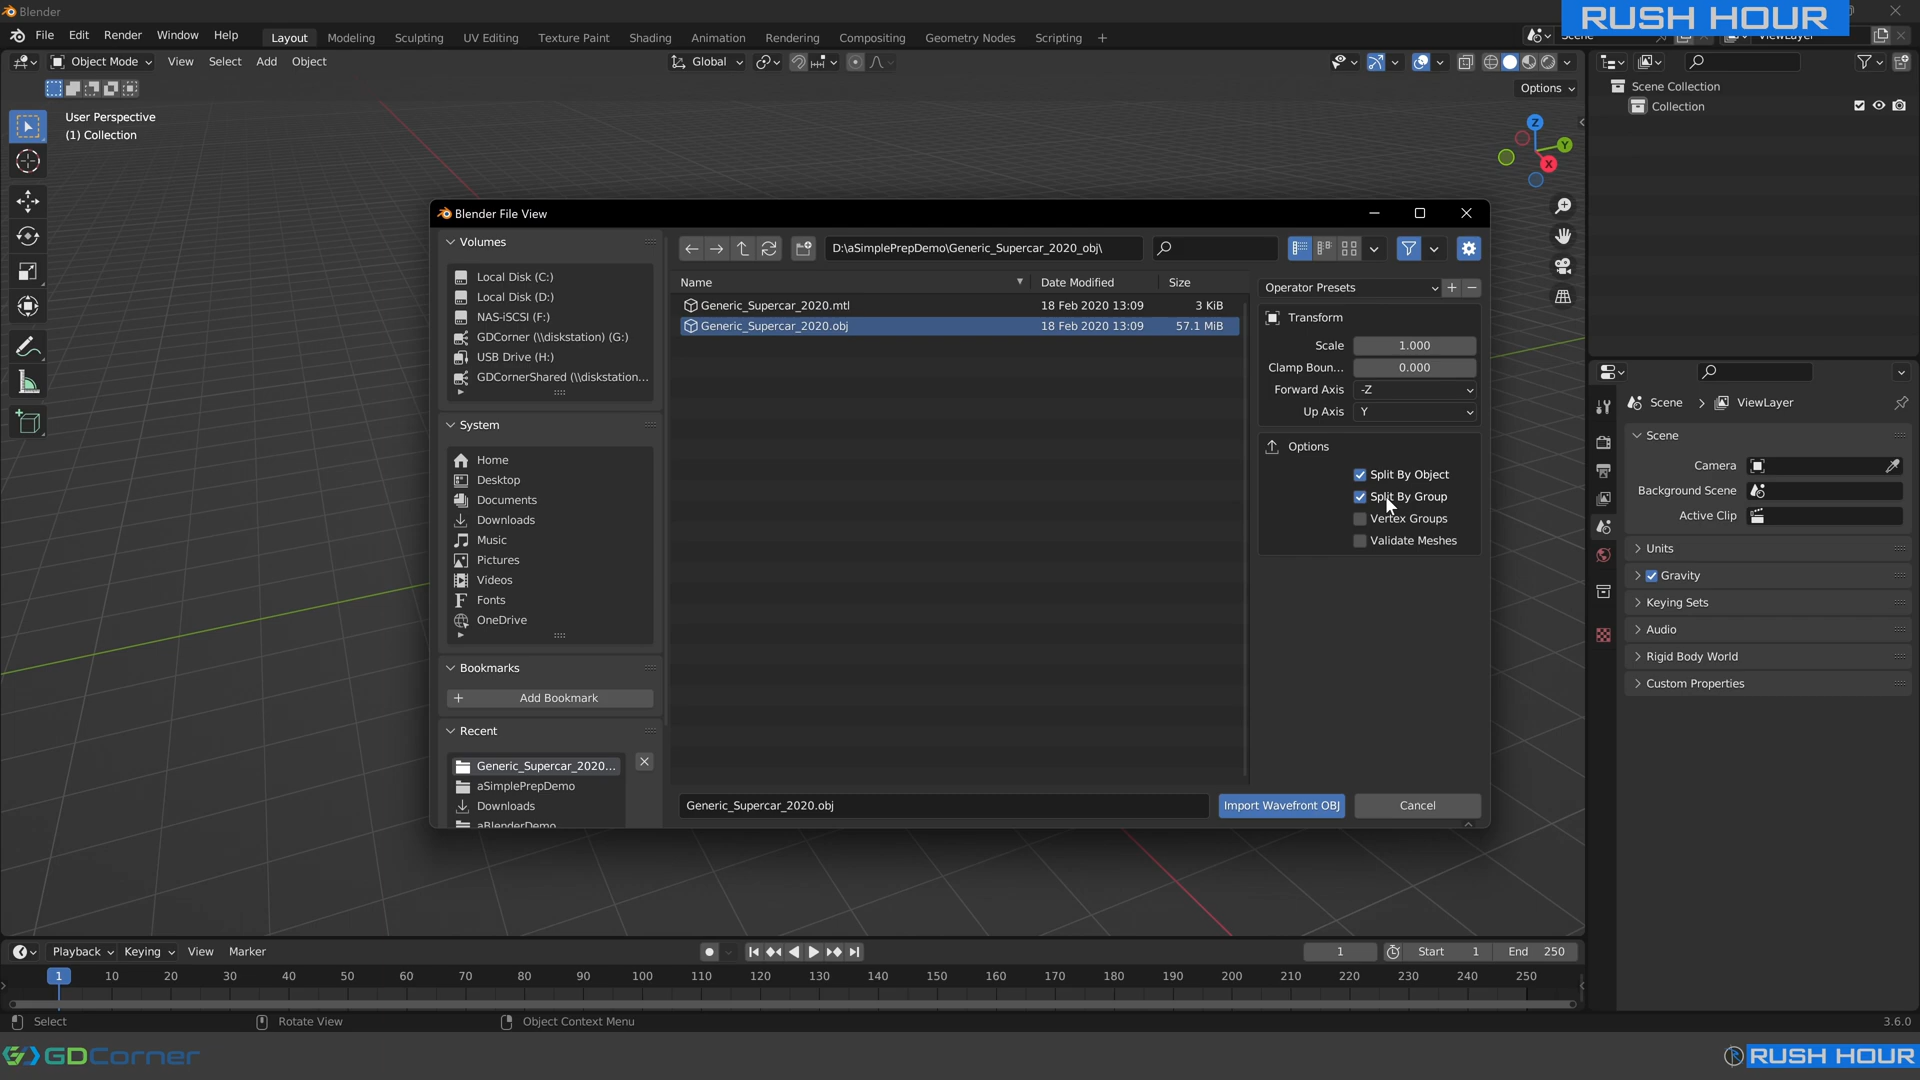 Blender
RUSH HOUR
File Edit Render Window Help
Layout Modeling Sculpting UV Editing Texture Paint Shading Animation Rendering Compositing Geometry Nodes Scripting +
Object Mode View Select Add Object
Global
Options
User Perspective
(1) Collection
Z
Y
X
Scene Collection
Collection
Blender File View
Volumes
Local Disk (C:)
Local Disk (D:)
NAS-iSCSI (F:)
GDCorner (\\diskstation) (G:)
USB Drive (H:)
GDCornerShared (\\diskstation...
System
Home
Desktop
Documents
Downloads
Music
Pictures
Videos
Fonts
OneDrive
Bookmarks
Add Bookmark
Recent
Generic_Supercar_2020...
aSimplePrepDemo
Downloads
aBlenderDemo
D:\aSimplePrepDemo\Generic_Supercar_2020_obj\
Name Date Modified Size
Generic_Supercar_2020.mtl 18 Feb 2020 13:09 3 KiB
Generic_Supercar_2020.obj 18 Feb 2020 13:09 57.1 MiB
Operator Presets
Transform
Scale 1.000
Clamp Boun... 0.000
Forward Axis -Z
Up Axis Y
Options
Split By Object
Split By Group
Vertex Groups
Validate Meshes
Generic_Supercar_2020.obj
Import Wavefront OBJ
Cancel
Scene ViewLayer
Scene
Camera
Background Scene
Active Clip
Units
Gravity
Keying Sets
Audio
Rigid Body World
Custom Properties
Playback Keying View Marker
1 Start 1 End 250
1 10 20 30 40 50 60 70 80 90 100 110 120 130 140 150 160 170 180 190 200 210 220 230 240 250
Select Rotate View Object Context Menu
3.6.0
GDCorner
RUSH HOUR